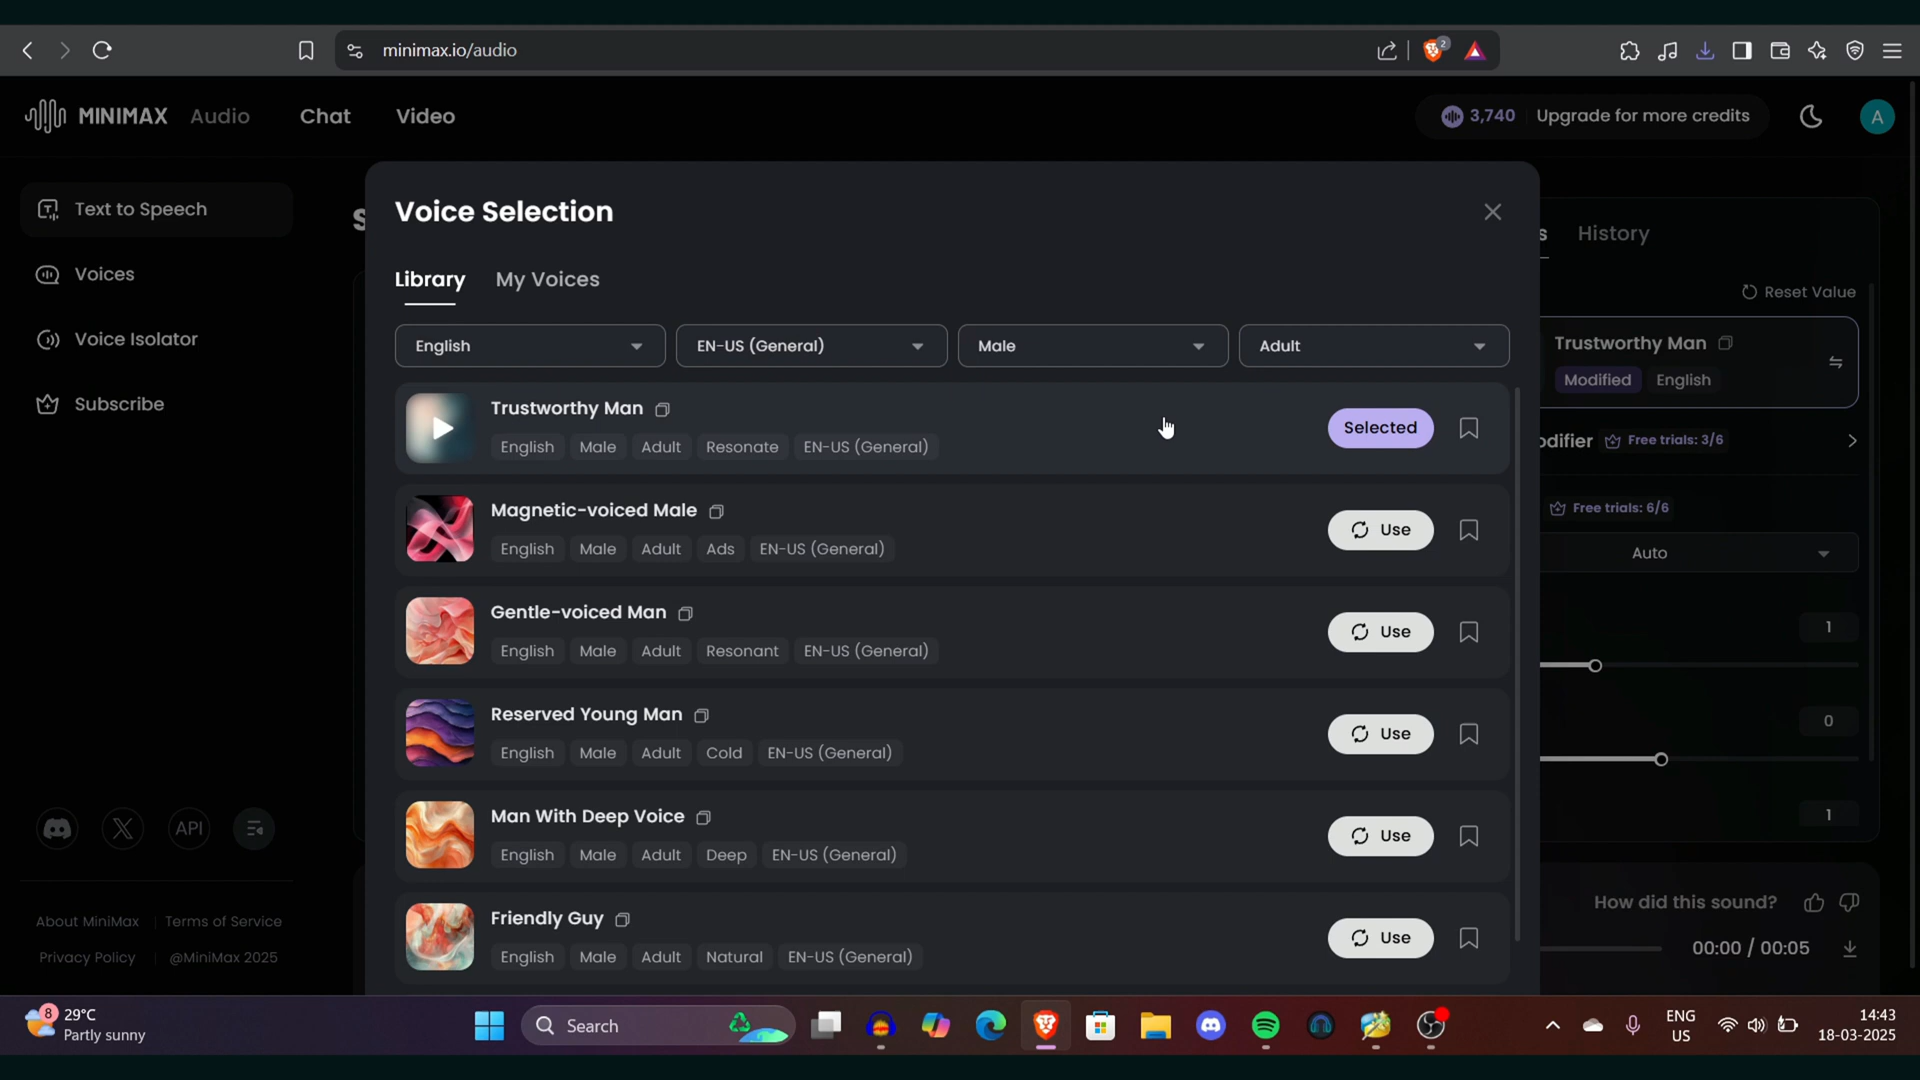 minimax.io/audio
2
MINIMAX Audio Chat Video
3,740 Upgrade for more credits
A
Text to Speech
Voices
Voice Isolator
Subscribe
API
About MiniMax Terms of Service
Privacy Policy @MiniMax 2025
S
Voice Selection
Library My Voices
English EN-US (General) Male Adult
Trustworthy Man
English Male Adult Resonate EN-US (General)
Selected
Magnetic-voiced Male
English Male Adult Ads EN-US (General)
Use
Gentle-voiced Man
English Male Adult Resonant EN-US (General)
Use
Reserved Young Man
English Male Adult Cold EN-US (General)
Use
Man With Deep Voice
English Male Adult Deep EN-US (General)
Use
Friendly Guy
English Male Adult Natural EN-US (General)
Use
s History
Reset Value
Trustworthy Man
Modified English
odifier Free trials: 3/6
Free trials: 6/6
Auto
1
0
1
How did this sound?
00:00 / 00:05
8
29°C
Partly sunny
Search
ENG
US
14:43
18-03-2025